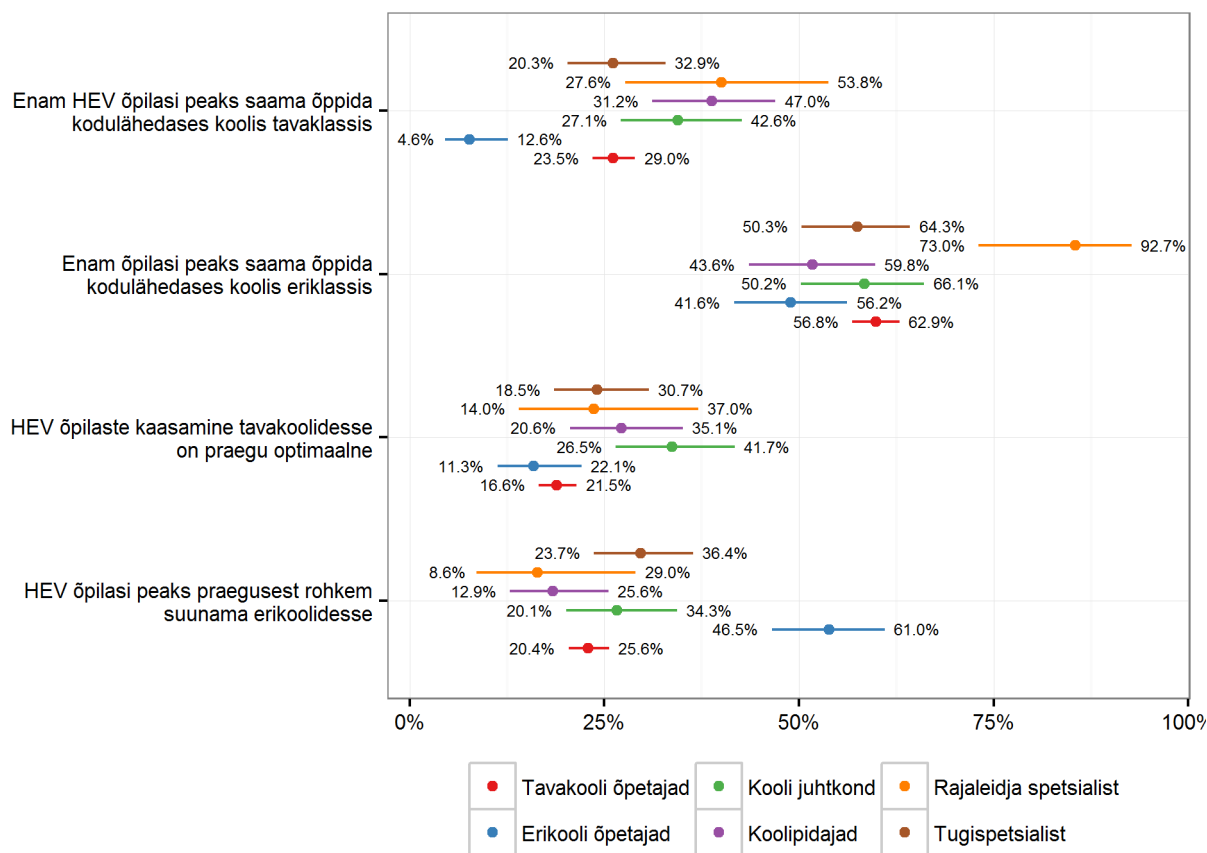 20.3% 32.9%
27.6% 53.8%
Enam HEV õpilasi peaks saama õppida
kodulähedases koolis tavaklassis
31.2% 47.0%
27.1% 42.6%
4.6% 12.6%
23.5% 29.0%
50.3% 64.3%
73.0% 92.7%
Enam õpilasi peaks saama õppida
kodulähedases koolis eriklassis
43.6% 59.8%
50.2% 66.1%
41.6% 56.2%
56.8% 62.9%
18.5% 30.7%
14.0% 37.0%
HEV õpilaste kaasamine tavakoolidesse
on praegu optimaalne
20.6% 35.1%
26.5% 41.7%
11.3% 22.1%
16.6% 21.5%
23.7% 36.4%
8.6% 29.0%
HEV õpilasi peaks praegusest rohkem
suunama erikoolidesse
12.9% 25.6%
20.1% 34.3%
46.5% 61.0%
20.4% 25.6%
0% 25% 50% 75% 100%
Tavakooli õpetajad Kooli juhtkond Rajaleidja spetsialist
Erikooli õpetajad Koolipidajad Tugispetsialist